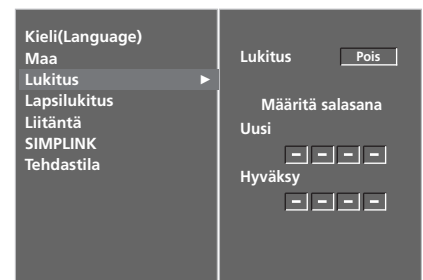 Kieli(Language)
Maa
Lukitus ►
Lapsilukitus
Liitäntä
SIMPLINK
Tehdastila
Lukitus Pois
Määritä salasana
Uusi
– – – –
Hyväksy
– – – –